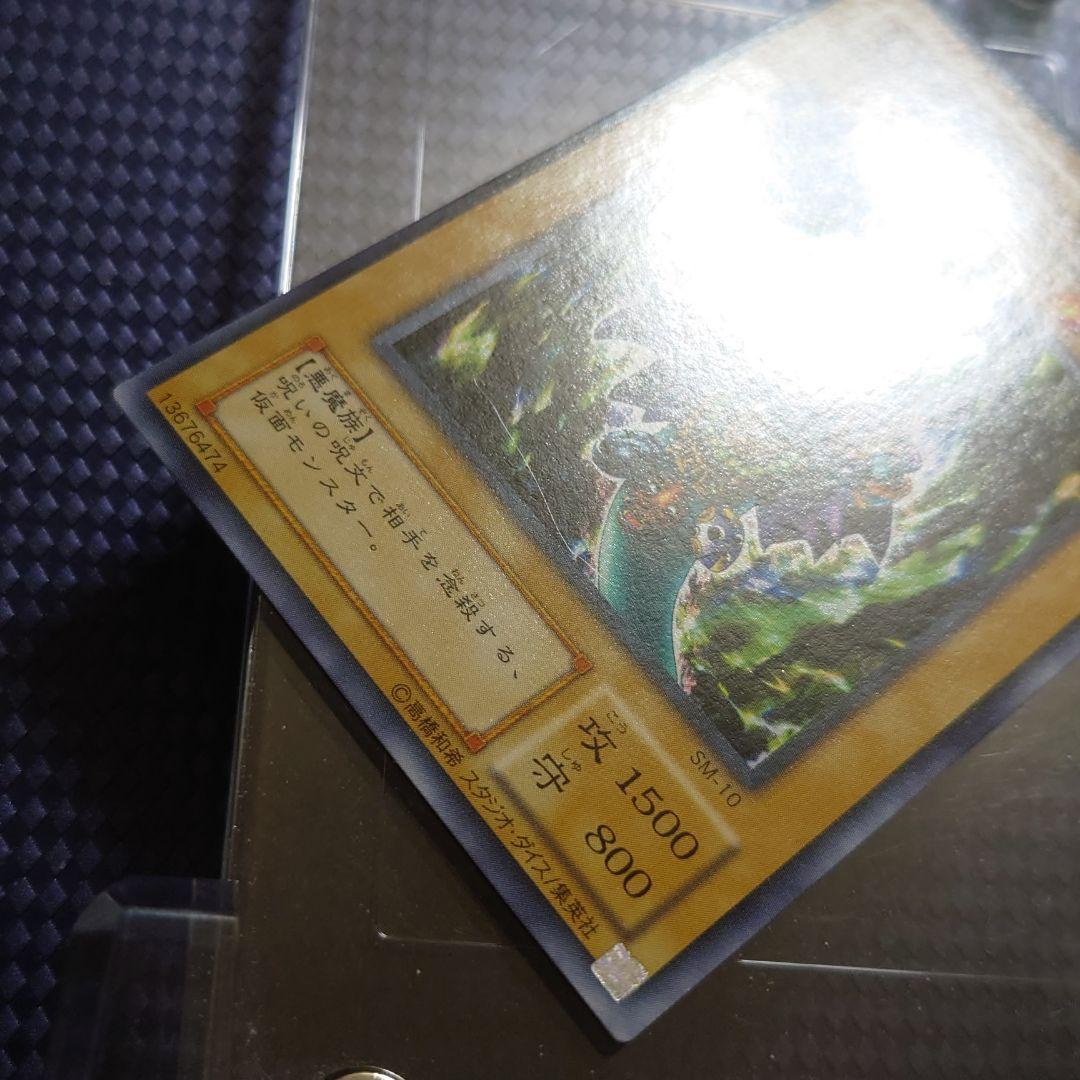 SM-10
【悪魔族】
呪いの呪文で相手を念殺する、
仮面モンスター。
攻 1500
守 800
13676474
©高橋和希 スタジオ・ダイス/集英社